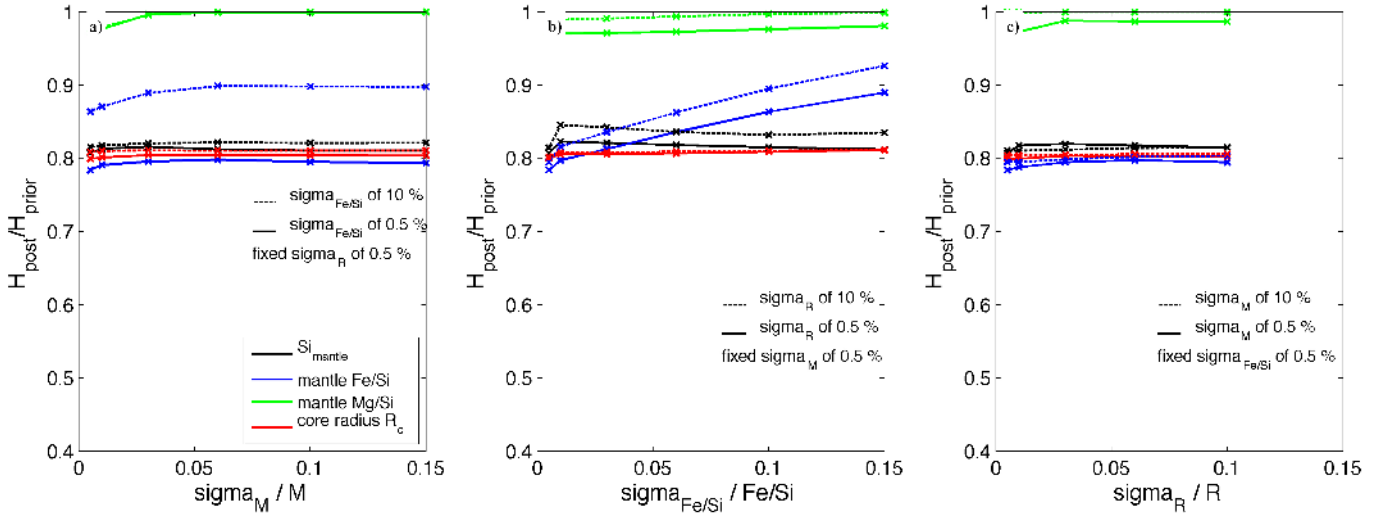 a)
1
0.9
0.8
0.7
0.6
0.5
0.4
H_post/H_prior
sigma_Fe/Si of 10 %
sigma_Fe/Si of 0.5 %
fixed sigma_R of 0.5 %
Si_mantle
mantle Fe/Si
mantle Mg/Si
core radius R_c
0 0.05 0.1 0.15
sigma_M / M
b)
1
0.9
0.8
0.7
0.6
0.5
0.4
H_post/H_prior
sigma_R of 10 %
sigma_R of 0.5 %
fixed sigma_M of 0.5 %
0 0.05 0.1 0.15
sigma_Fe/Si / Fe/Si
c)
1
0.9
0.8
0.7
0.6
0.5
0.4
H_post/H_prior
sigma_M of 10 %
sigma_M of 0.5 %
fixed sigma_Fe/Si of 0.5 %
0 0.05 0.1 0.15
sigma_R / R